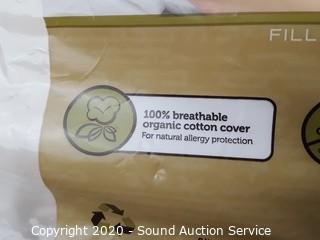 FILL
100% breathable
organic cotton cover
For natural allergy protection
Copyright 2020 - Sound Auction Service